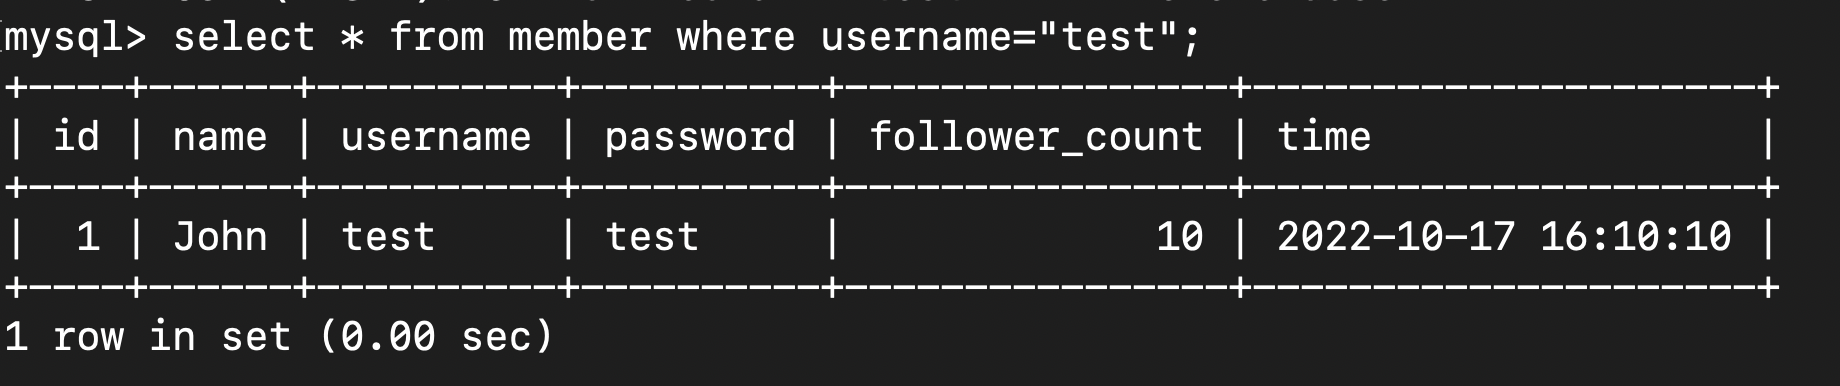 mysql> select * from member where username="test";
+----+------+----------+----------+----------------+---------------------+
| id | name | username | password | follower_count | time                |
+----+------+----------+----------+----------------+---------------------+
|  1 | John | test     | test     |             10 | 2022-10-17 16:10:10 |
+----+------+----------+----------+----------------+---------------------+
1 row in set (0.00 sec)